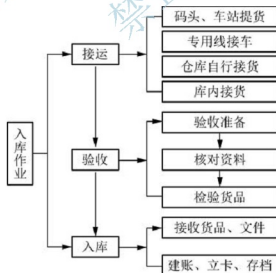 入库作业
接运
码头、车站提货
专用线接车
仓库自行接货
库内接货
验收
验收准备
核对资料
检验货品
入库
接收货品、文件
建账、立卡、存档